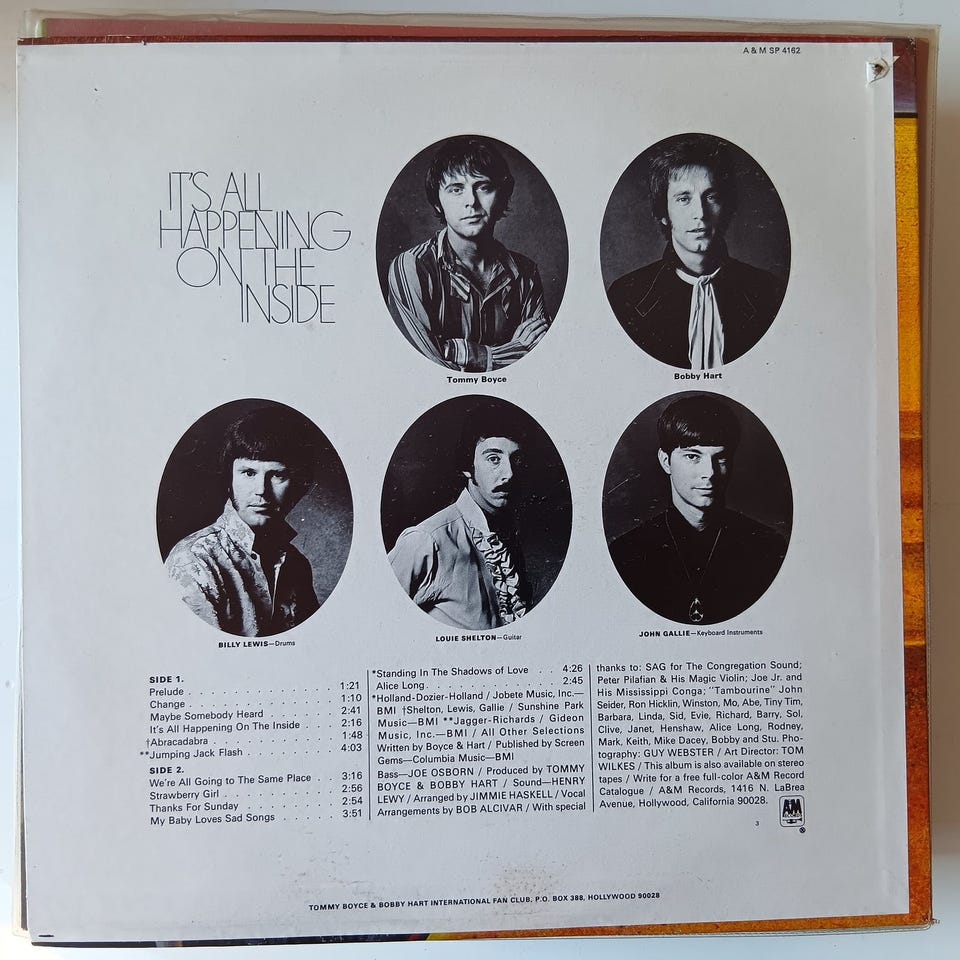 A & M SP 4162
IT'S ALL
HAPPENING
ON THE
INSIDE
Tommy Boyce
Bobby Hart
BILLY LEWIS—Drums
LOUIE SHELTON—Guitar
JOHN GALLIE—Keyboard Instruments
SIDE 1.
Prelude . . . . . . . . . . . . . . 1:21
Change . . . . . . . . . . . . . . 1:10
Maybe Somebody Heard . . . . . . 2:41
It's All Happening On The Inside . . . 2:16
†Abracadabra . . . . . . . . . . . . 1:48
**Jumping Jack Flash . . . . . . . . 4:03
SIDE 2.
We're All Going to The Same Place . . 3:16
Strawberry Girl . . . . . . . . . . . 2:56
Thanks For Sunday . . . . . . . . . 2:54
My Baby Loves Sad Songs . . . . . . 3:51
*Standing In The Shadows of Love . . 4:26
Alice Long . . . . . . . . . . . . . 2:45
*Holland-Dozier-Holland / Jobete Music, Inc.—
BMI †Shelton, Lewis, Gallie / Sunshine Park
Music—BMI **Jagger-Richards / Gideon
Music, Inc.—BMI / All Other Selections
Written by Boyce & Hart / Published by Screen
Gems—Columbia Music—BMI
Bass—JOE OSBORN / Produced by TOMMY
BOYCE & BOBBY HART / Sound—HENRY
LEWY / Arranged by JIMMIE HASKELL / Vocal
Arrangements by BOB ALCIVAR / With special
thanks to: SAG for The Congregation Sound;
Peter Pilafian & His Magic Violin; Joe Jr. and
His Mississippi Conga; "Tambourine" John
Seider, Ron Hicklin, Winston, Mo, Abe, Tiny Tim,
Barbara, Linda, Sid, Evie, Richard, Barry, Sol,
Clive, Janet, Henshaw, Alice Long, Rodney,
Mark, Keith, Mike Dacey, Bobby and Stu. Pho-
tography: GUY WEBSTER / Art Director: TOM
WILKES / This album is also available on stereo
tapes / Write for a free full-color A&M Record
Catalogue / A&M Records, 1416 N. LaBrea
Avenue, Hollywood, California 90028.
3
A&M
RECORDS
®
TOMMY BOYCE & BOBBY HART INTERNATIONAL FAN CLUB, P.O. BOX 388, HOLLYWOOD 90028